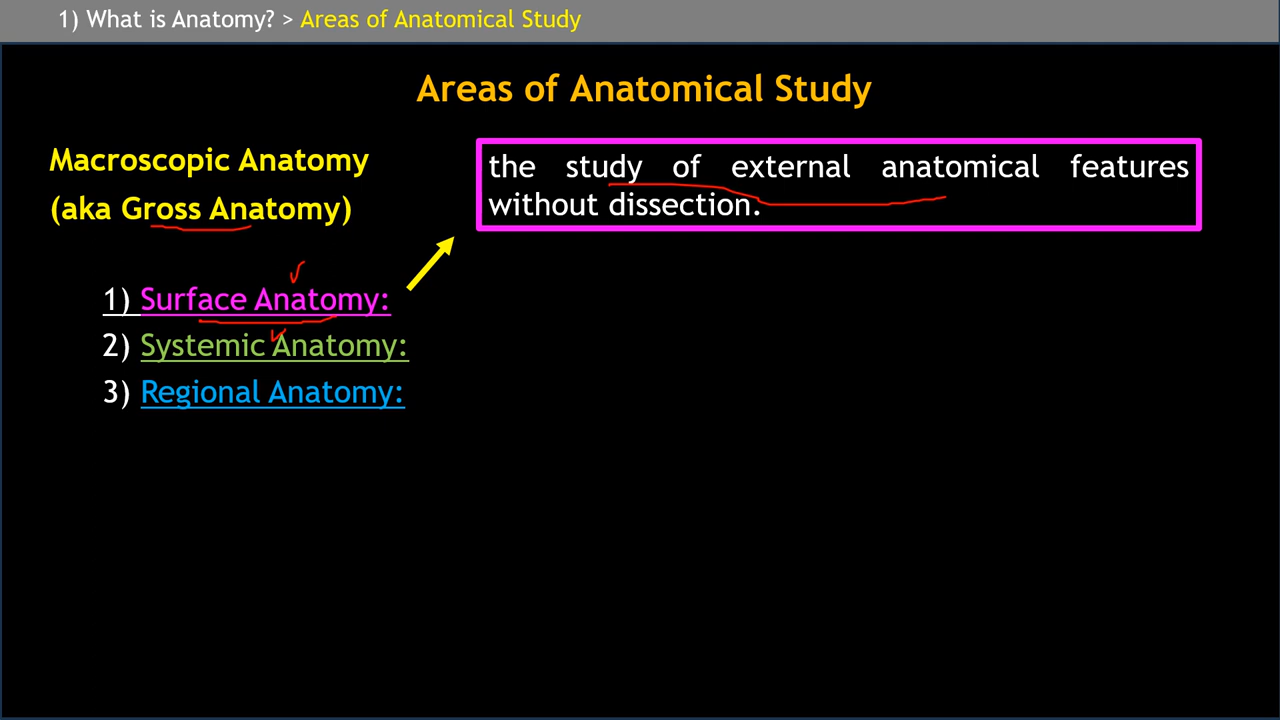 1) What is Anatomy? > Areas of Anatomical Study
Areas of Anatomical Study
Macroscopic Anatomy
(aka Gross Anatomy)
the study of external anatomical features
without dissection.
1) Surface Anatomy:
2) Systemic Anatomy:
3) Regional Anatomy: